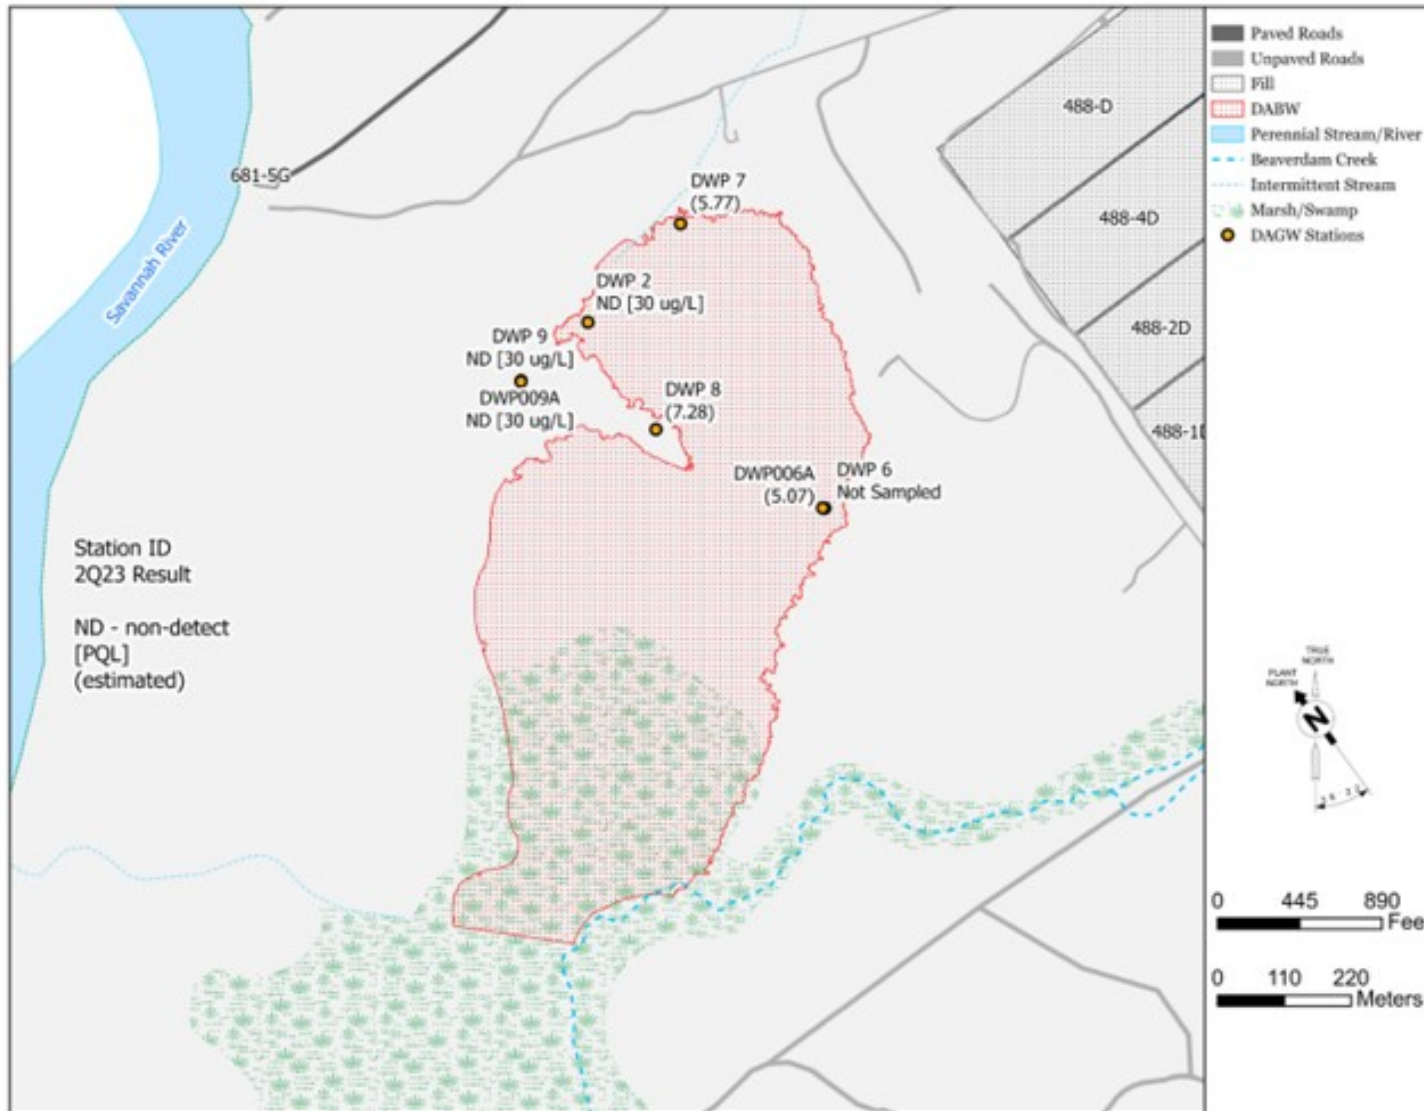 488-D
488-4D
488-2D
488-1D
681-5G
Savannah River
DWP 7
(5.77)
DWP 2
ND [30 ug/L]
DWP 9
ND [30 ug/L]
DWP009A
ND [30 ug/L]
DWP 8
(7.28)
DWP006A
(5.07)
DWP 6
Not Sampled
Station ID
2Q23 Result
ND - non-detect
[PQL]
(estimated)
Paved Roads
Unpaved Roads
Fill
DABW
Perennial Stream/River
Beaverdam Creek
Intermittent Stream
Marsh/Swamp
DAGW Stations
TRUE
NORTH
PLANT
NORTH
N
0 445 890
Fee
0 110 220
Meters